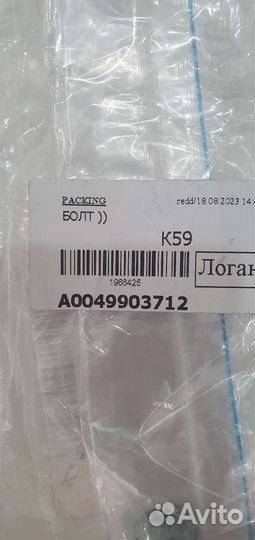 PACKING
redd/18.08.2023 14
БОЛТ ))
K59
Логан
1966425
A0049903712
Avito